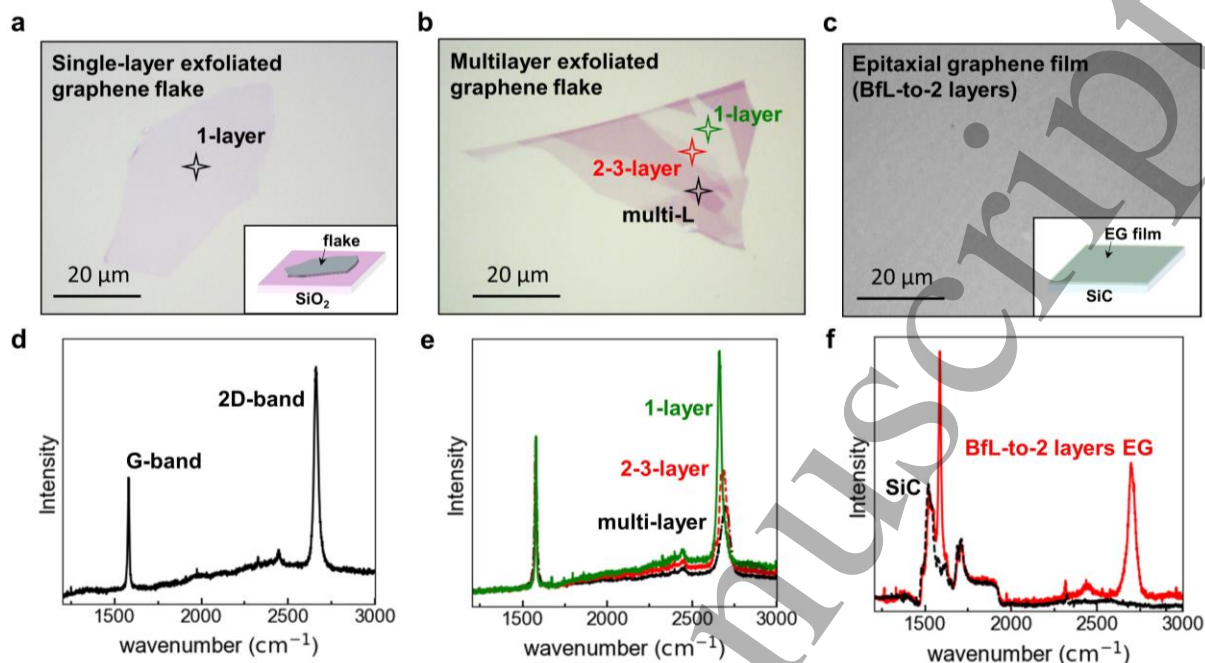 a
Single-layer exfoliated
graphene flake
1-layer
20 µm
flake
SiO2
b
Multilayer exfoliated
graphene flake
1-layer
2-3-layer
multi-L
20 µm
c
Epitaxial graphene film
(BfL-to-2 layers)
20 µm
EG film
SiC
d
2D-band
G-band
Intensity
1500 2000 2500 3000
wavenumber (cm⁻¹)
e
1-layer
2-3-layer
multi-layer
Intensity
1500 2000 2500 3000
wavenumber (cm⁻¹)
f
BfL-to-2 layers EG
SiC
Intensity
1500 2000 2500 3000
wavenumber (cm⁻¹)
nuscript